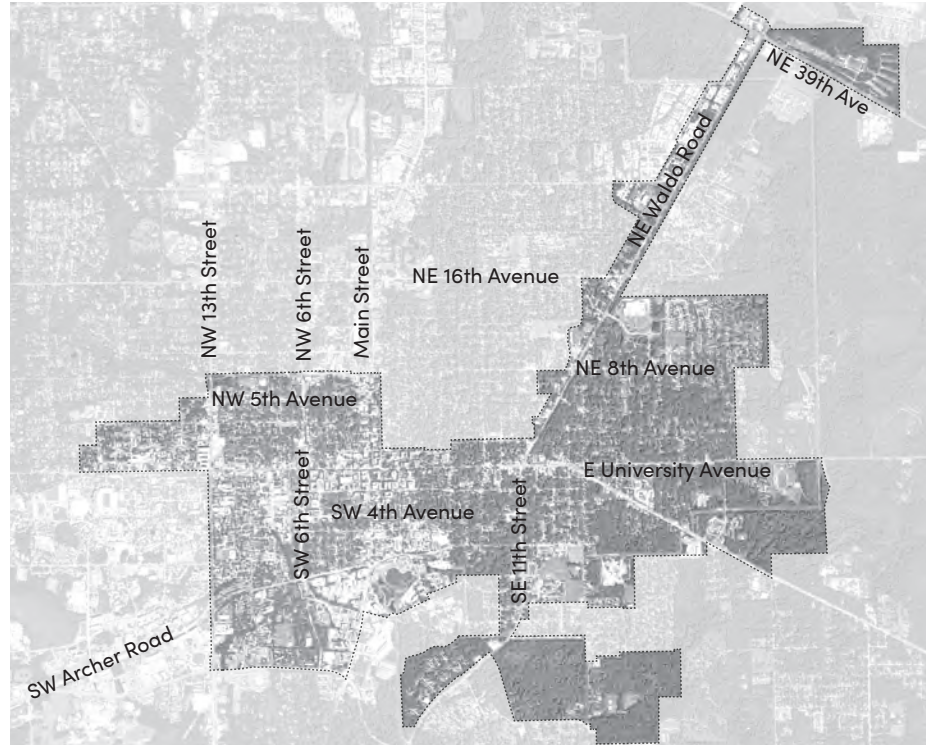 NE 39th Ave
NE Waldo Road
NW 13th Street
NW 6th Street
Main Street
NE 16th Avenue
NE 8th Avenue
NW 5th Avenue
E University Avenue
SW 6th Street
SW 4th Avenue
SE 11th Street
SW Archer Road